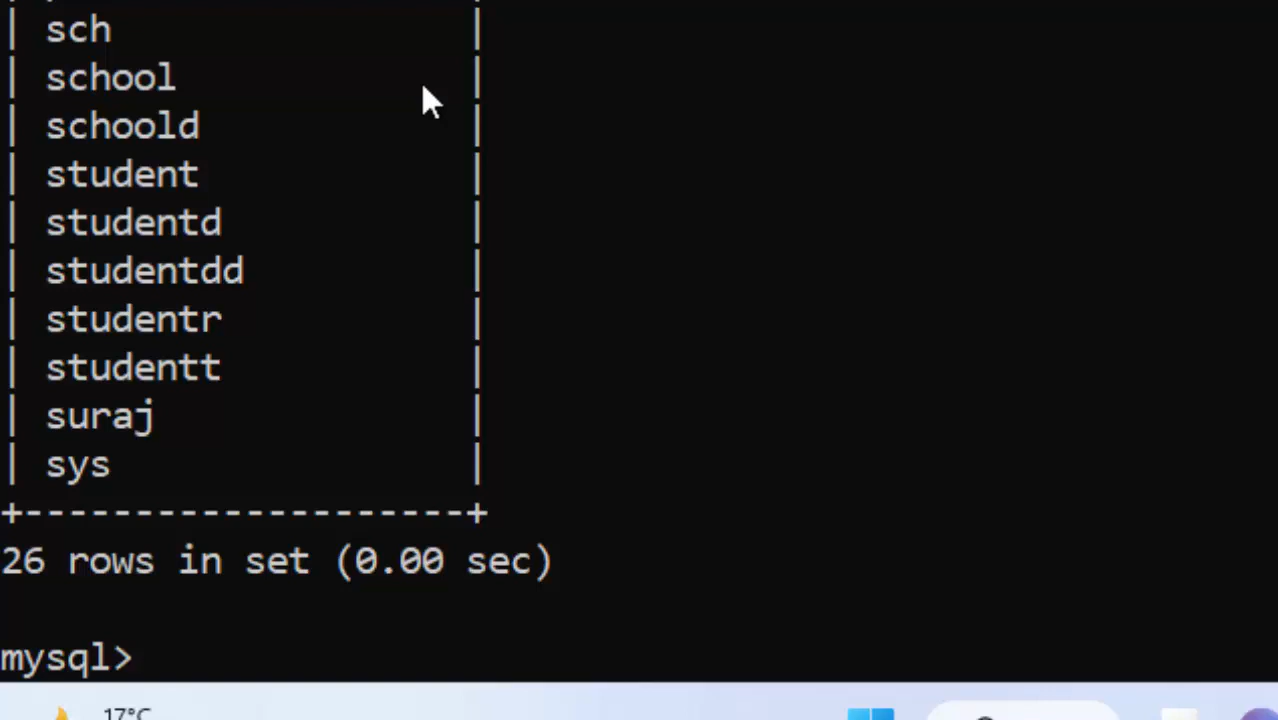 | sch |
| school |
| schoold |
| student |
| studentd |
| studentdd |
| studentr |
| studentt |
| suraj |
| sys |
+--------------------+
26 rows in set (0.00 sec)
mysql>
17°C